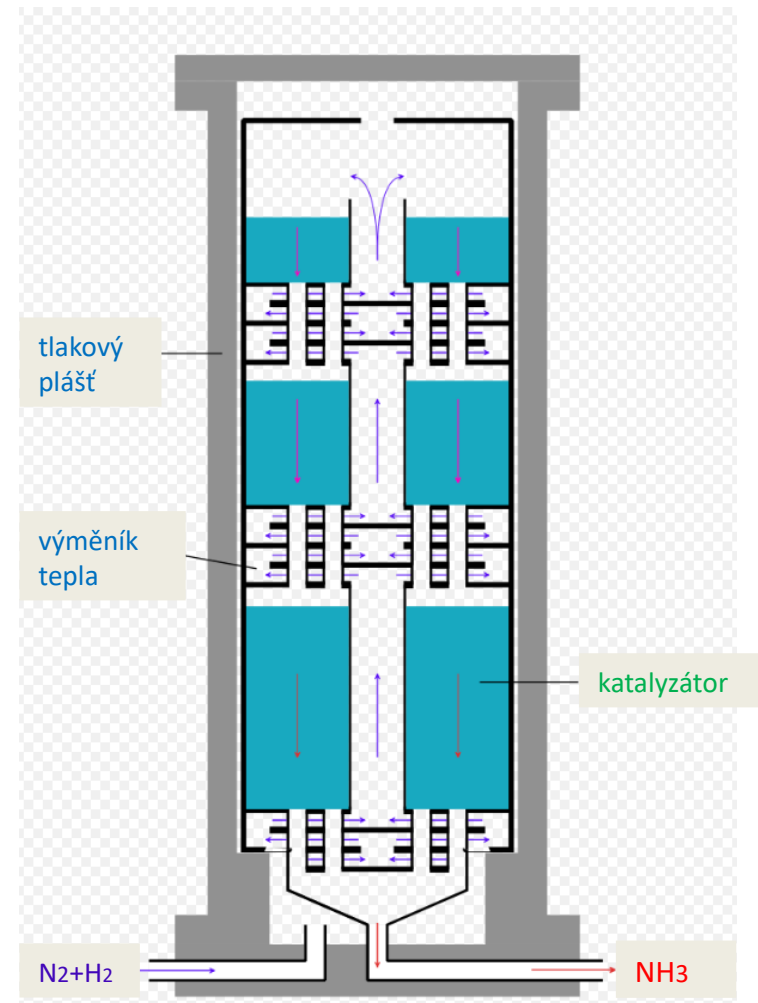 tlakový
plášť
výměník
tepla
katalyzátor
N2+H2
NH3